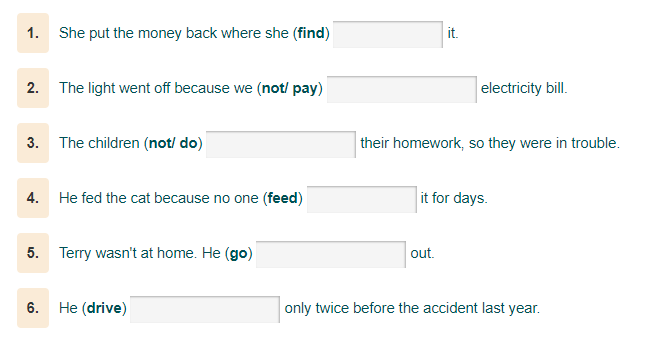 1. She put the money back where she (find) it.
2. The light went off because we (not/ pay) electricity bill.
3. The children (not/ do) their homework, so they were in trouble.
4. He fed the cat because no one (feed) it for days.
5. Terry wasn't at home. He (go) out.
6. He (drive) only twice before the accident last year.